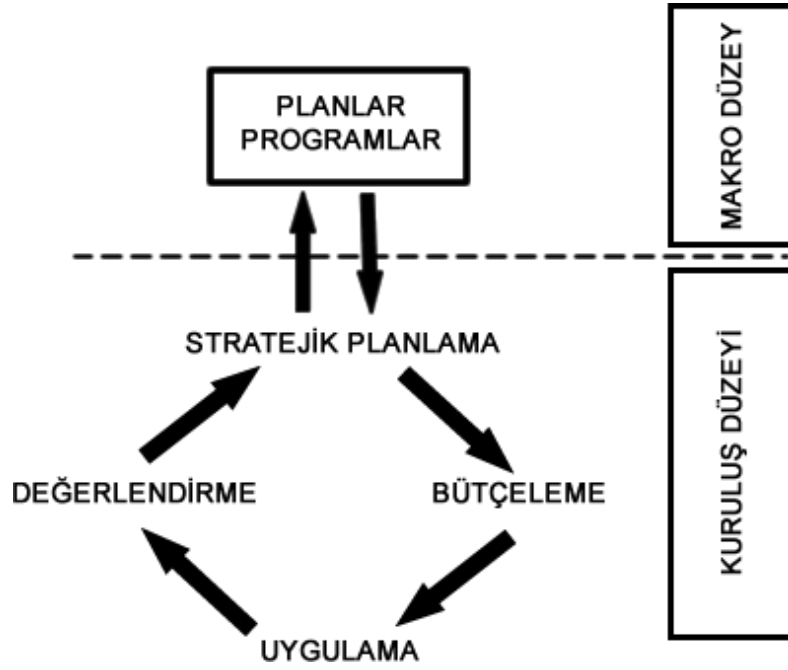 PLANLAR
PROGRAMLAR
MAKRO DÜZEY
STRATEJİK PLANLAMA
DEĞERLENDİRME
BÜTÇELEME
UYGULAMA
KURULUŞ DÜZEYİ